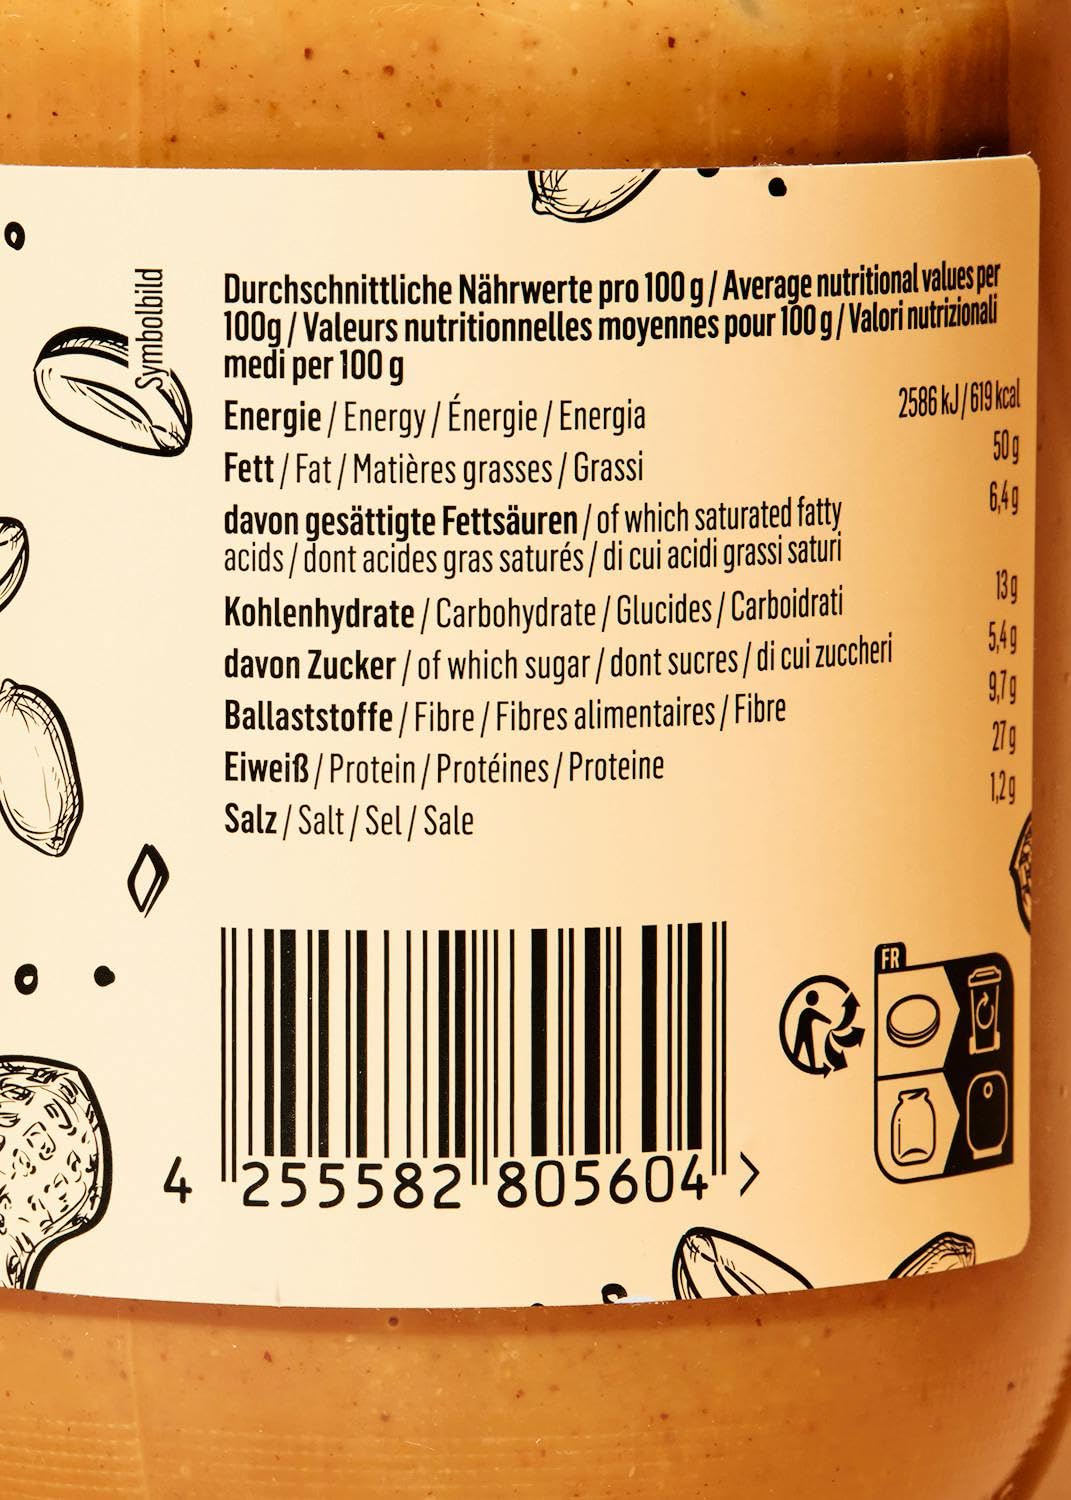 Symbolbild
Durchschnittliche Nährwerte pro 100 g / Average nutritional values per
100g / Valeurs nutritionnelles moyennes pour 100 g / Valori nutrizionali
medi per 100 g
Energie / Energy / Énergie / Energia 2586 kJ / 619 kcal
Fett / Fat / Matières grasses / Grassi 50 g
davon gesättigte Fettsäuren / of which saturated fatty 6,4 g
acids / dont acides gras saturés / di cui acidi grassi saturi
Kohlenhydrate / Carbohydrate / Glucides / Carboidrati 13 g
davon Zucker / of which sugar / dont sucres / di cui zuccheri 5,4 g
Ballaststoffe / Fibre / Fibres alimentaires / Fibre 9,7 g
Eiweiß / Protein / Protéines / Proteine 27 g
Salz / Salt / Sel / Sale 1,2 g
FR
4 255582 805604 >